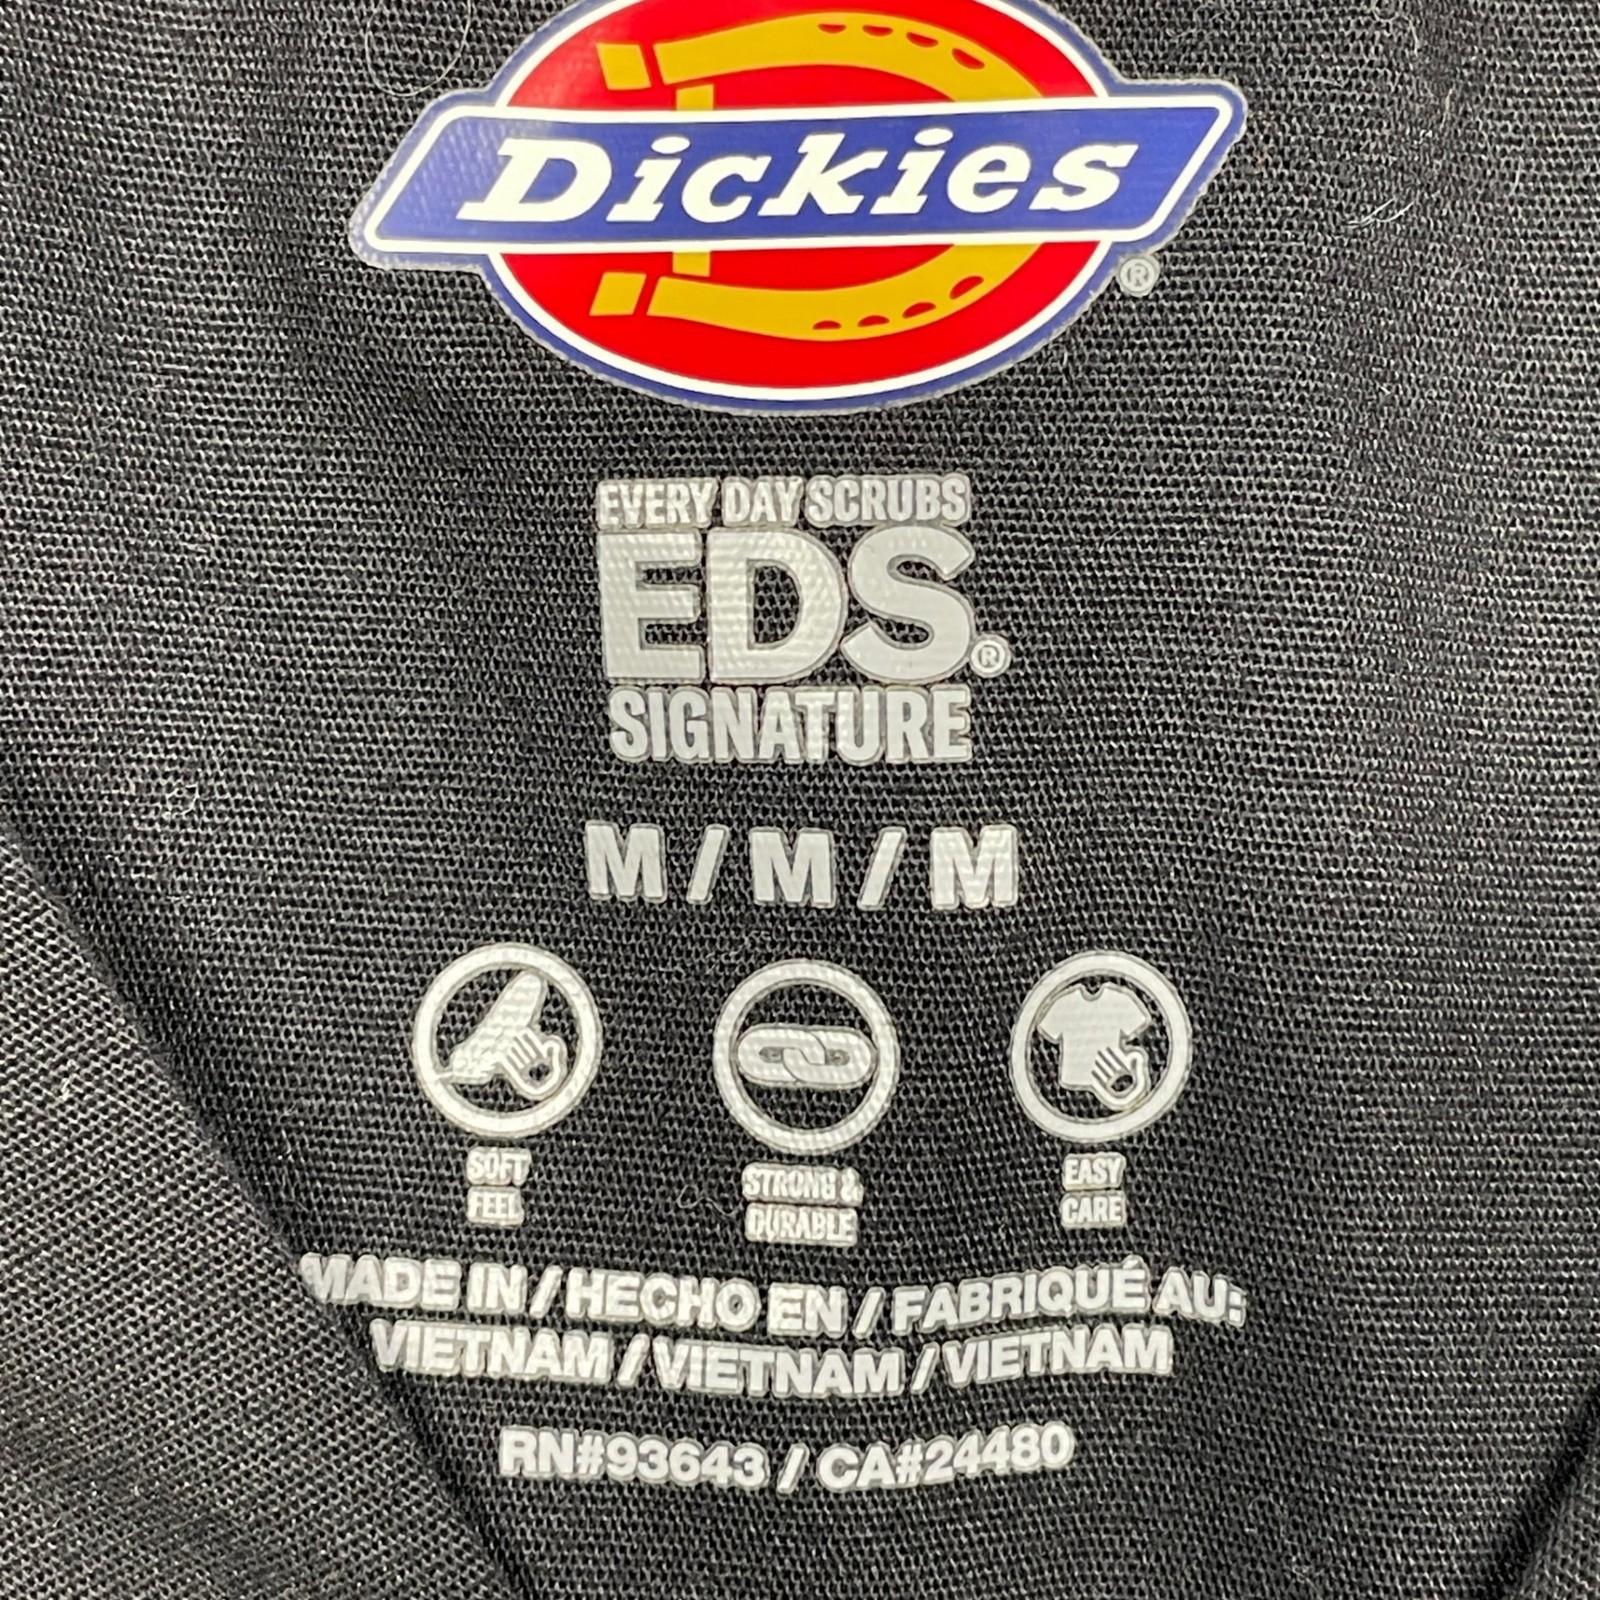 Dickies
®
EVERY DAY SCRUBS
EDS®
SIGNATURE
M / M / M
SOFT
FEEL
STRONG &
DURABLE
EASY
CARE
MADE IN / HECHO EN / FABRIQUÉ AU:
VIETNAM / VIETNAM / VIETNAM
RN#93643 / CA#24480